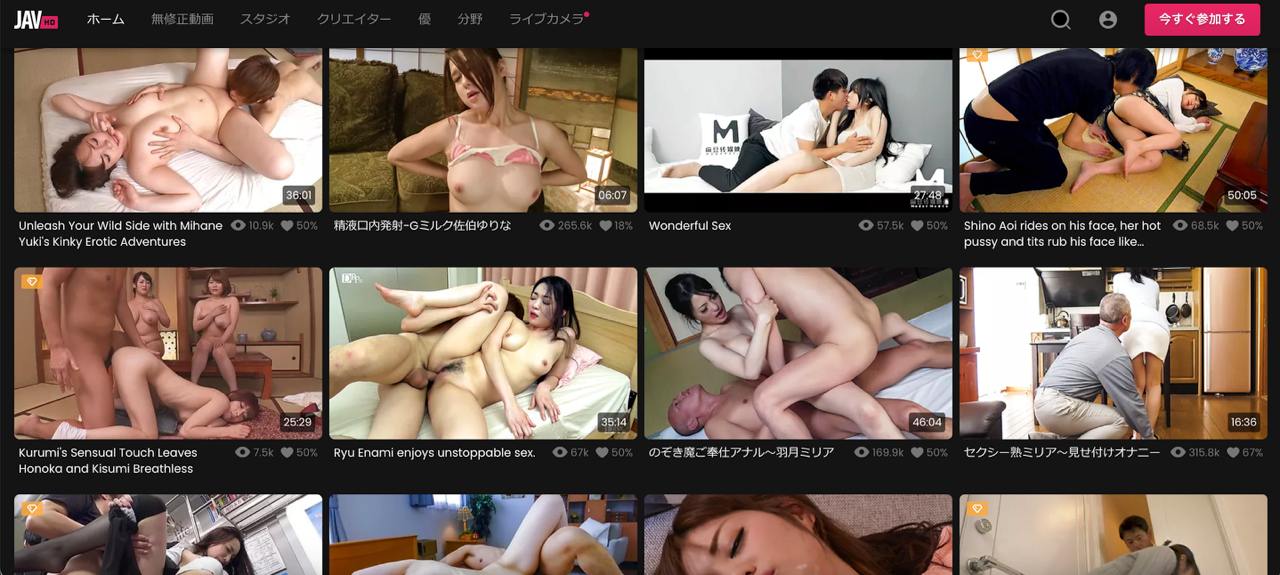 JAV HD ホーム 無修正動画 スタジオ クリエイター 優 分野 ライブカメラ 今すぐ参加する
36:01
06:07
27:48
50:05
Unleash Your Wild Side with Mihane 10.9k 50%
Yuki's Kinky Erotic Adventures
精液口内発射-Gミルク佐伯ゆりな 265.6k 18%
Wonderful Sex 57.5k 50%
Shino Aoi rides on his face, her hot 68.5k 50%
pussy and tits rub his face like...
25:29
35:14
46:04
16:36
Kurumi's Sensual Touch Leaves 7.5k 50%
Honoka and Kisumi Breathless
Ryu Enami enjoys unstoppable sex. 67k 50%
のぞき魔ご奉仕アナル〜羽月ミリア 169.9k 50%
セクシー熟ミリア〜見せ付けオナニー 315.8k 67%